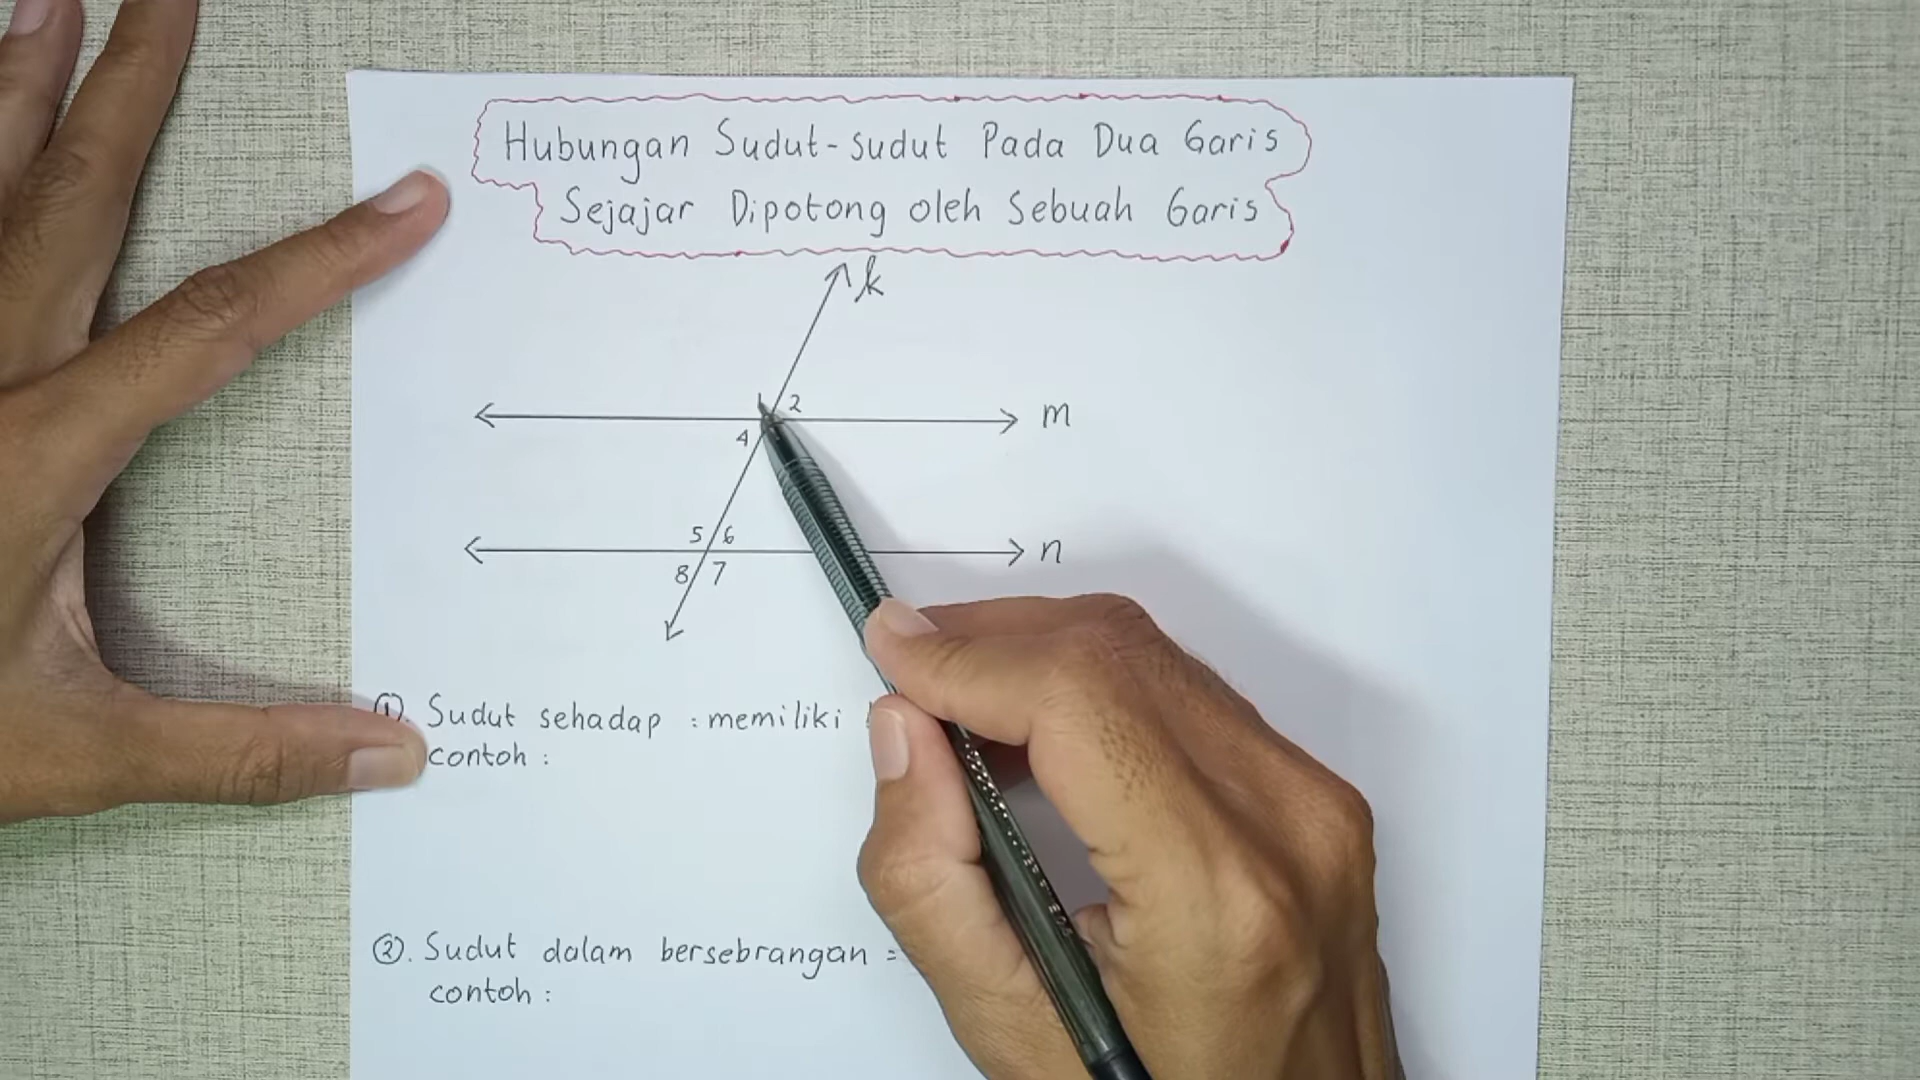 Hubungan Sudut-sudut Pada Dua Garis
Sejajar Dipotong oleh Sebuah Garis
k
1 2
m
4
5 6
n
8 7
①. Sudut sehadap : memiliki
contoh :
②. Sudut dalam bersebrangan =
contoh :